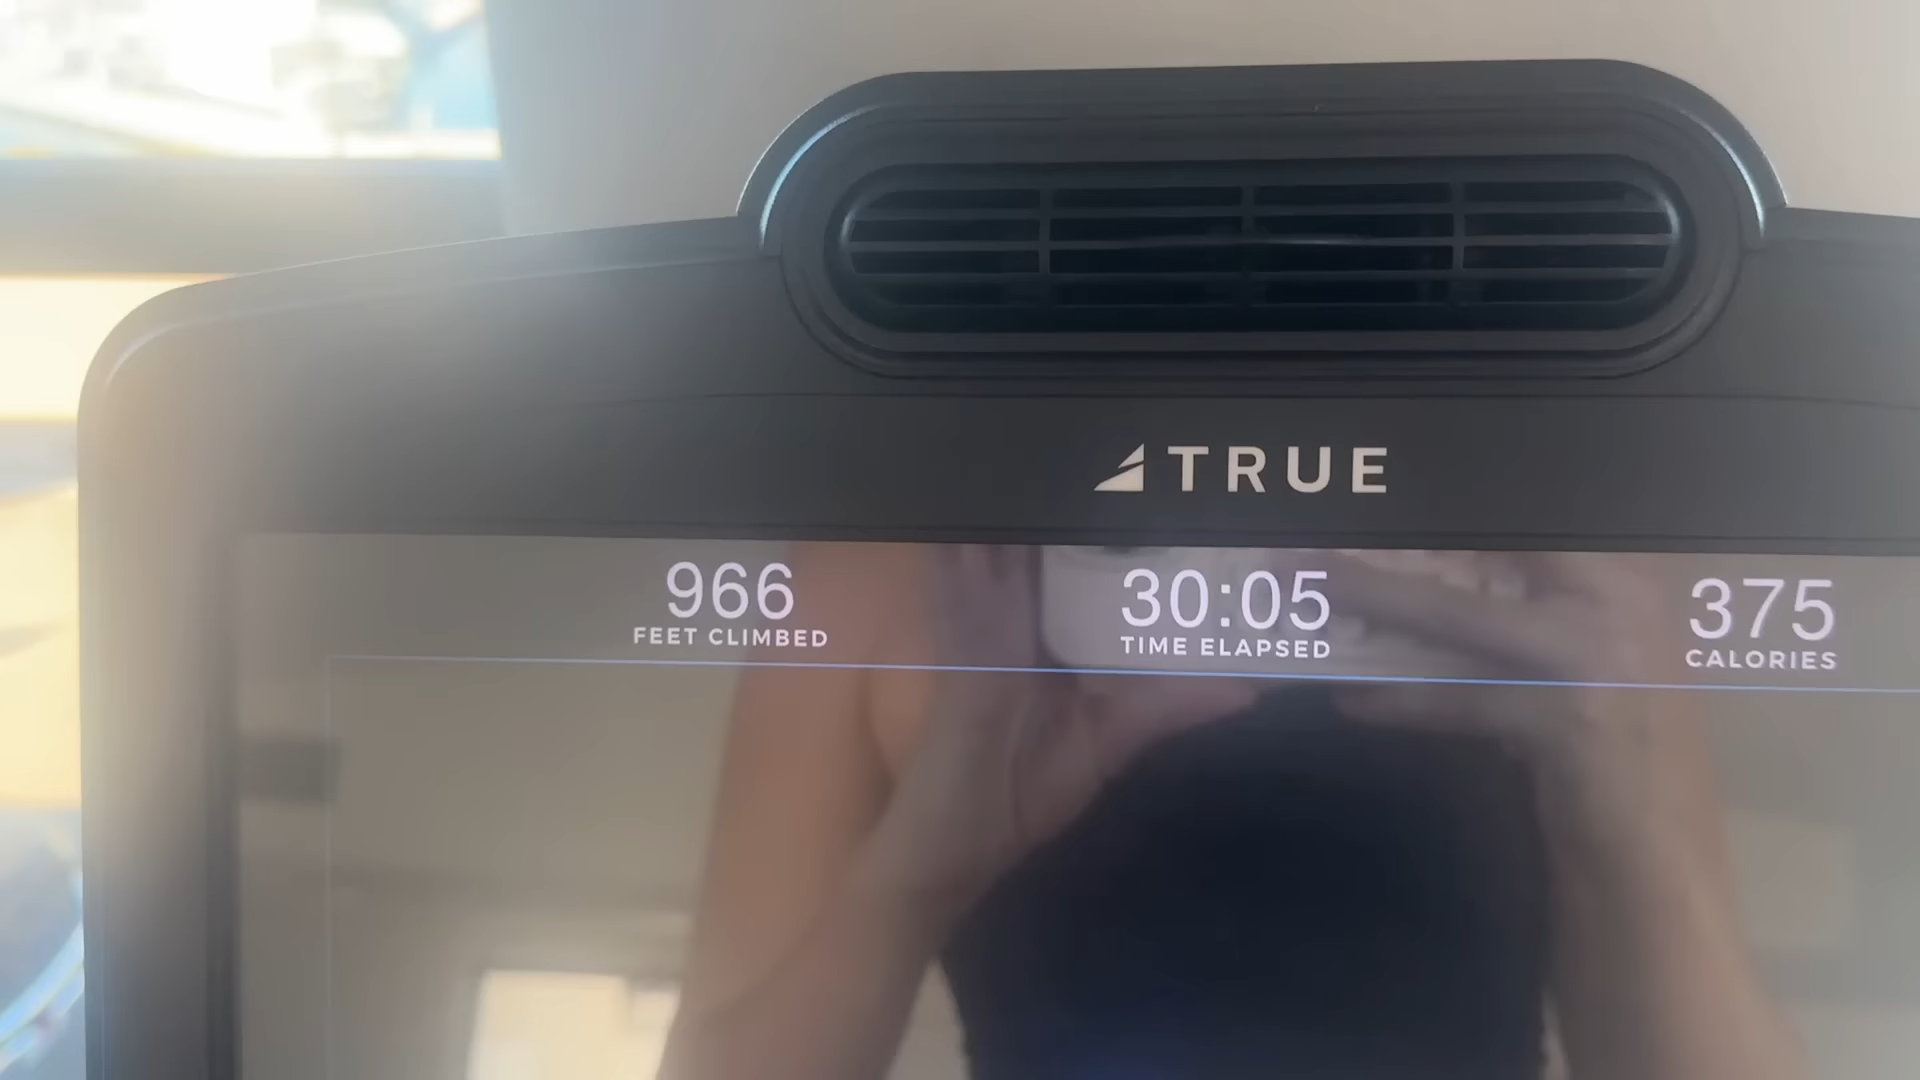 TRUE
966
FEET CLIMBED
30:05
TIME ELAPSED
375
CALORIES